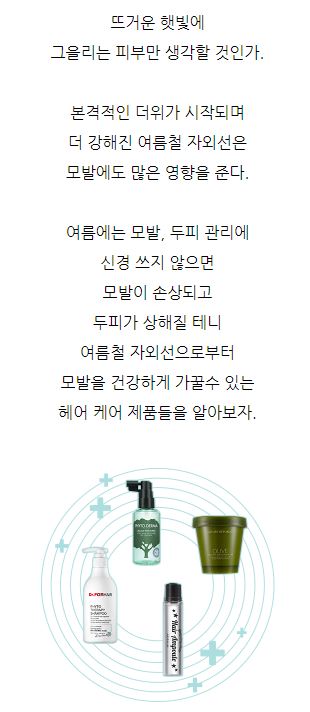 뜨거운 햇빛에
그을리는 피부만 생각할 것인가.
본격적인 더위가 시작되며
더 강해진 여름철 자외선은
모발에도 많은 영향을 준다.
여름에는 모발, 두피 관리에
신경 쓰지 않으면
모발이 손상되고
두피가 상해질 테니
여름철 자외선으로부터
모발을 건강하게 가꿀수 있는
헤어 케어 제품들을 알아보자.
PHYTO DERMA
OLIVE
Dr.FORHAIR
PHYTO
THERAPY
SHAMPOO
Hair Ampoule